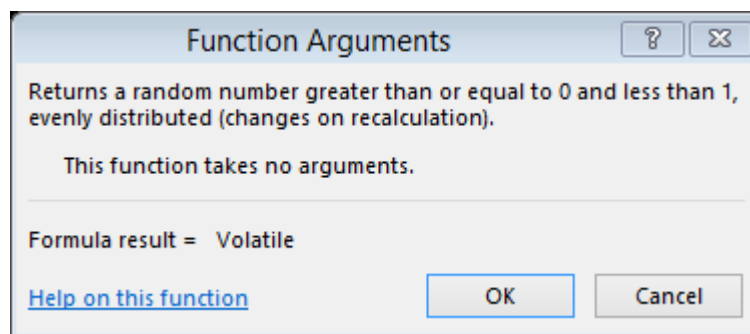 Function Arguments
?
Returns a random number greater than or equal to 0 and less than 1,
evenly distributed (changes on recalculation).
This function takes no arguments.
Formula result = Volatile
Help on this function
OK
Cancel